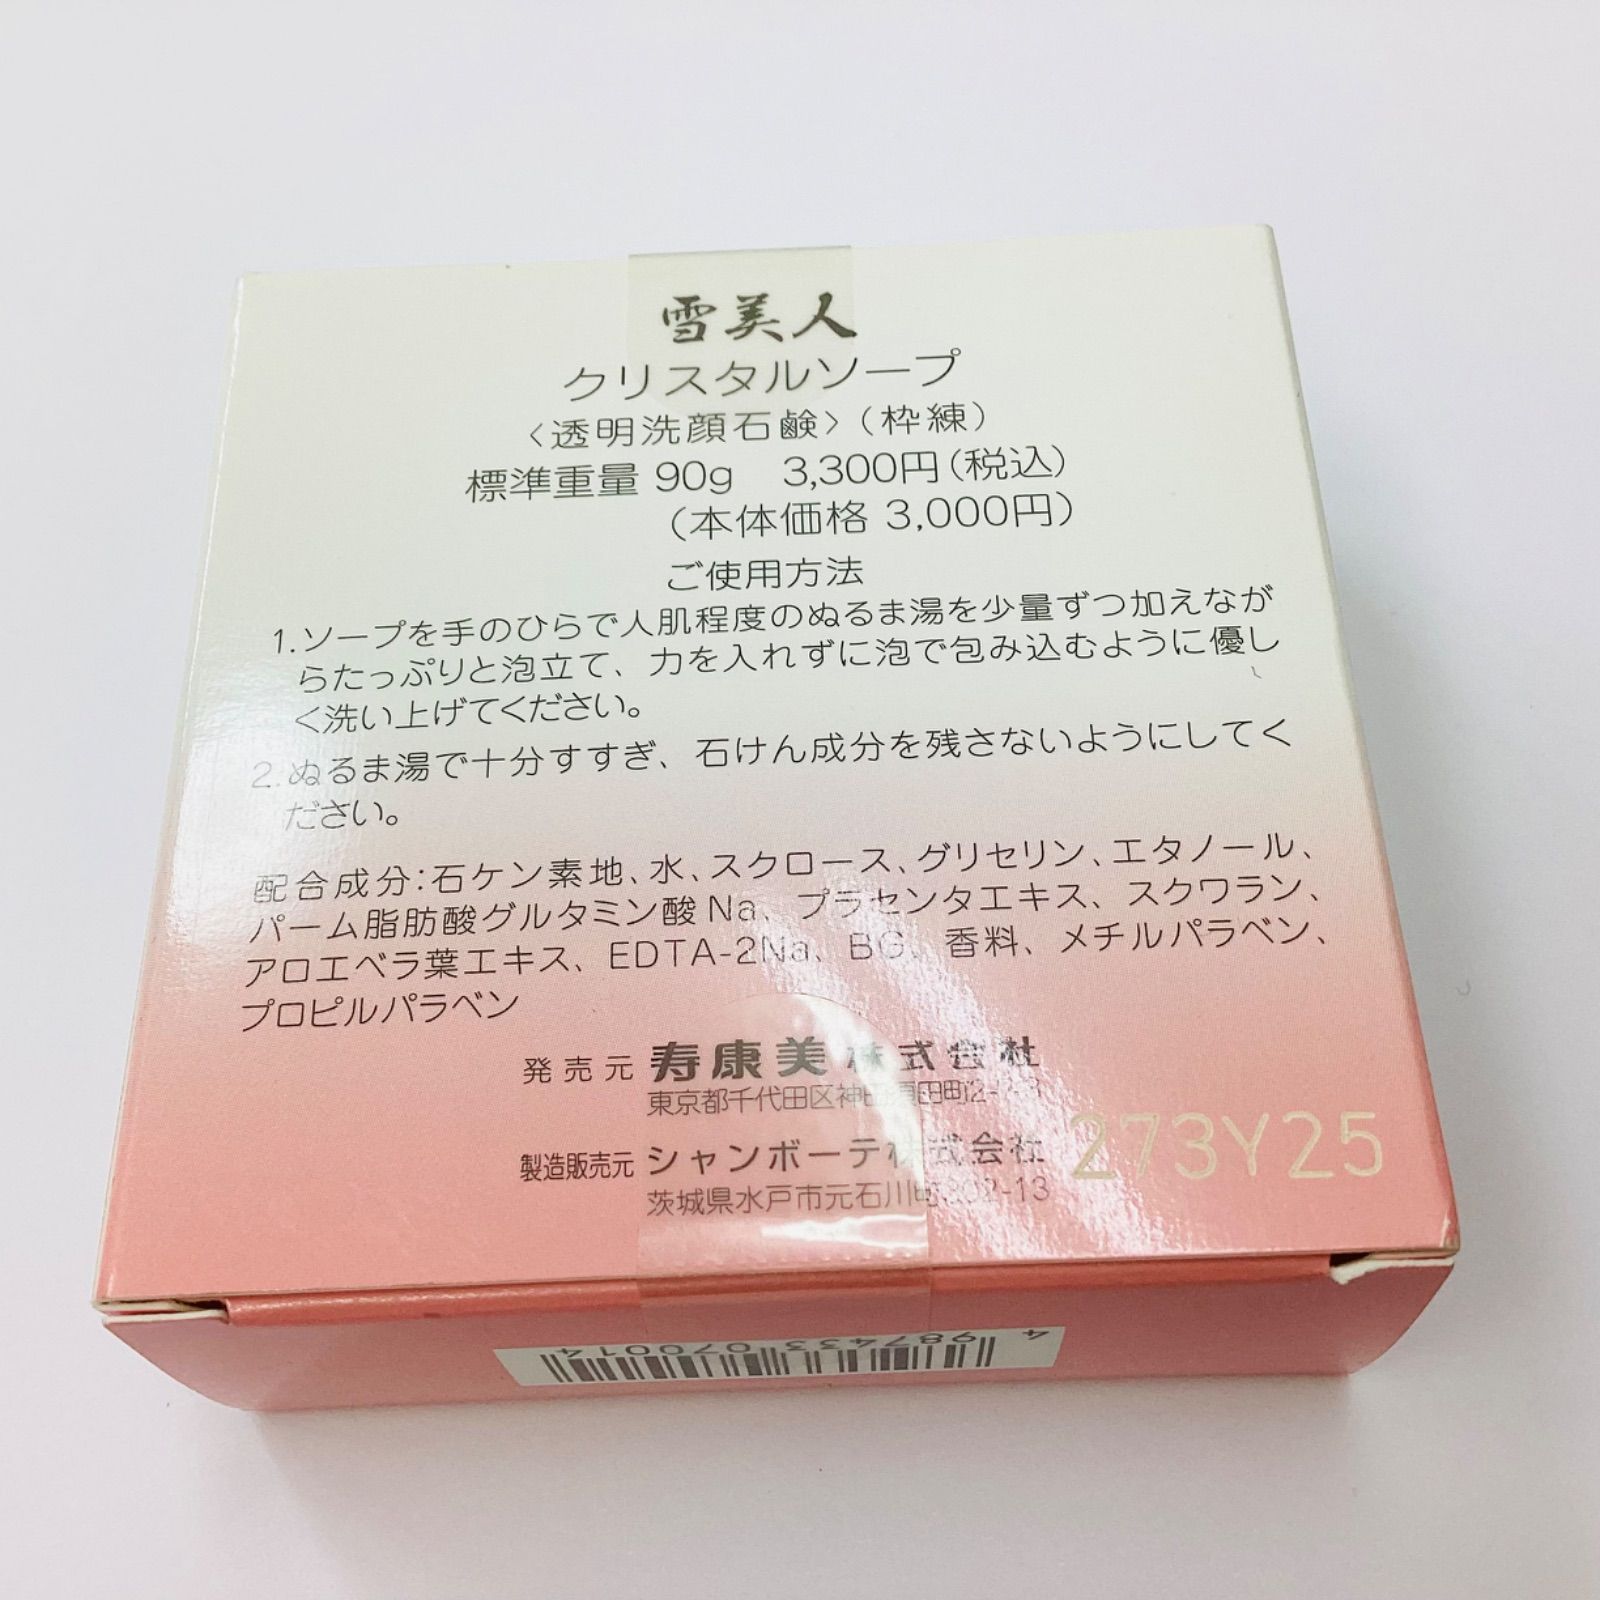 雪美人
クリスタルソープ
〈透明洗顔石鹸〉（枠練）
標準重量 90g 3,300円（税込）
（本体価格 3,000円）
ご使用方法
1.ソープを手のひらで人肌程度のぬるま湯を少量ずつ加えなが
らたっぷりと泡立て、力を入れずに泡で包み込むように優し
く洗い上げてください。
2.ぬるま湯で十分すすぎ、石けん成分を残さないようにしてく
ださい。
配合成分:石ケン素地、水、スクロース、グリセリン、エタノール、
パーム脂肪酸グルタミン酸Na、プラセンタエキス、スクワラン、
アロエベラ葉エキス、EDTA-2Na、BG、香料、メチルパラベン、
プロピルパラベン
発売元 寿康美株式会社
東京都千代田区神田須田町
製造販売元 シャンボーテ株式会社
茨城県水戸市元石川町302-13
273Y25
4987433070014